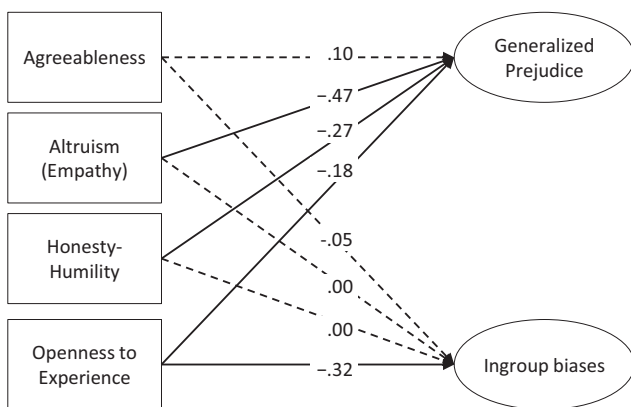 Agreeableness
Altruism
(Empathy)
Honesty-
Humility
Openness to
Experience
.10
−.47
−.27
−.18
-.05
.00
.00
−.32
Generalized
Prejudice
Ingroup biases